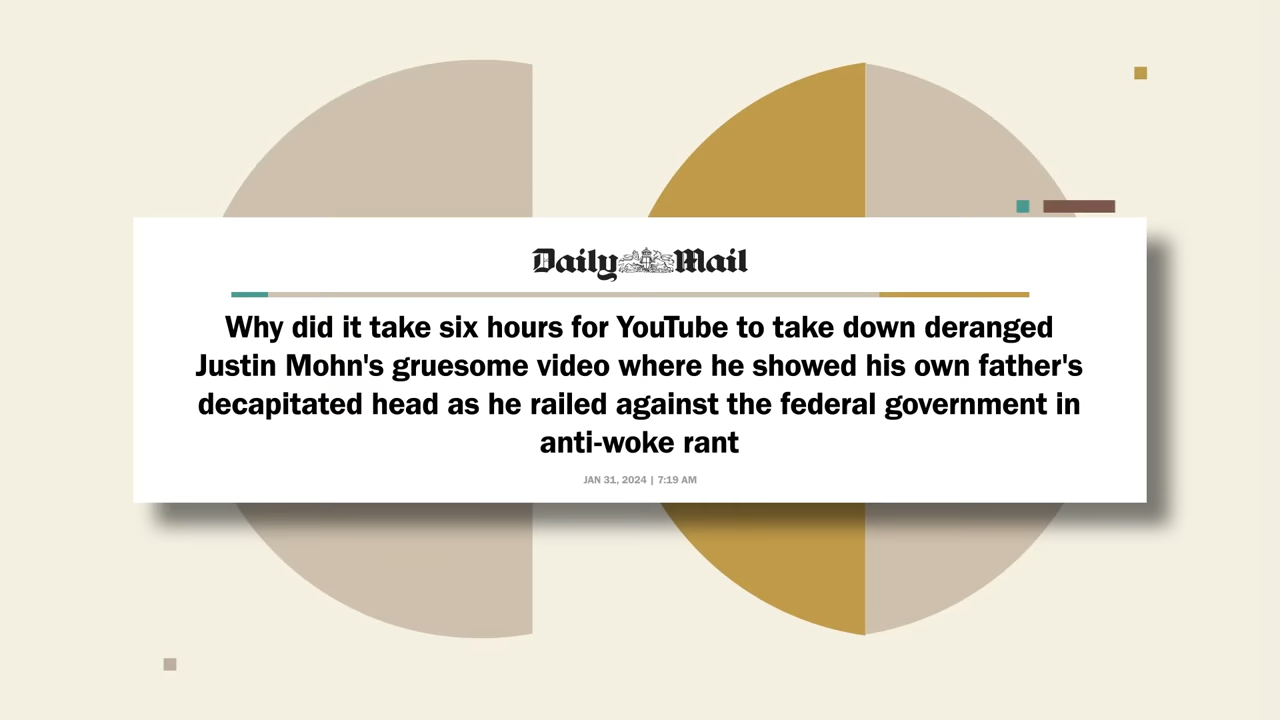 Daily Mail
Why did it take six hours for YouTube to take down deranged
Justin Mohn's gruesome video where he showed his own father's
decapitated head as he railed against the federal government in
anti-woke rant
JAN 31, 2024 | 7:19 AM